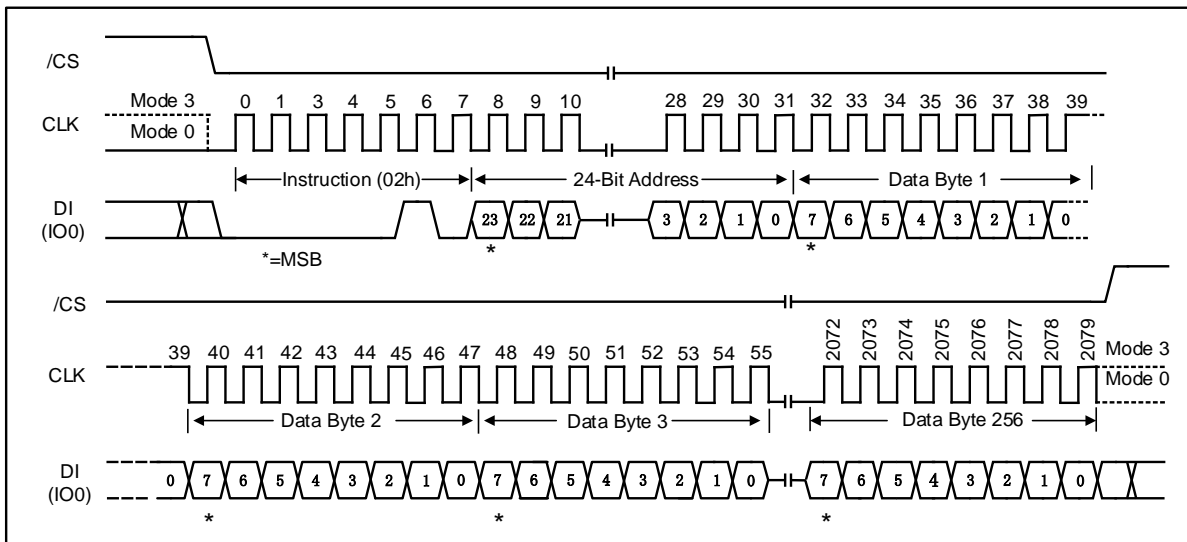 /CS
Mode 3
0 1 3 4 5 6 7 8 9 10 28 29 30 31 32 33 34 35 36 37 38 39
CLK
Mode 0
Instruction (02h) 24-Bit Address Data Byte 1
DI
(IO0)
23 22 21 3 2 1 0 7 6 5 4 3 2 1 0
* *
*=MSB
/CS
39 40 41 42 43 44 45 46 47 48 49 50 51 52 53 54 55 2072 2073 2074 2075 2076 2077 2078 2079
Mode 3
CLK
Mode 0
Data Byte 2 Data Byte 3 Data Byte 256
DI
(IO0)
0 7 6 5 4 3 2 1 0 7 6 5 4 3 2 1 0 7 6 5 4 3 2 1 0
* * *